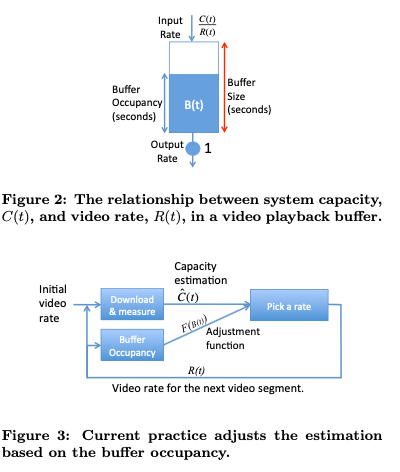 Input
Rate
C(t)
R(t)
Buffer
Occupancy
(seconds)
B(t)
Buffer
Size
(seconds)
Output
Rate
1
Figure 2: The relationship between system capacity,
C(t), and video rate, R(t), in a video playback buffer.
Capacity
estimation
Initial
video
rate
Download
& measure
Ĉ(t)
Pick a rate
Buffer
Occupancy
F(B(t))
Adjustment
function
R(t)
Video rate for the next video segment.
Figure 3: Current practice adjusts the estimation
based on the buffer occupancy.